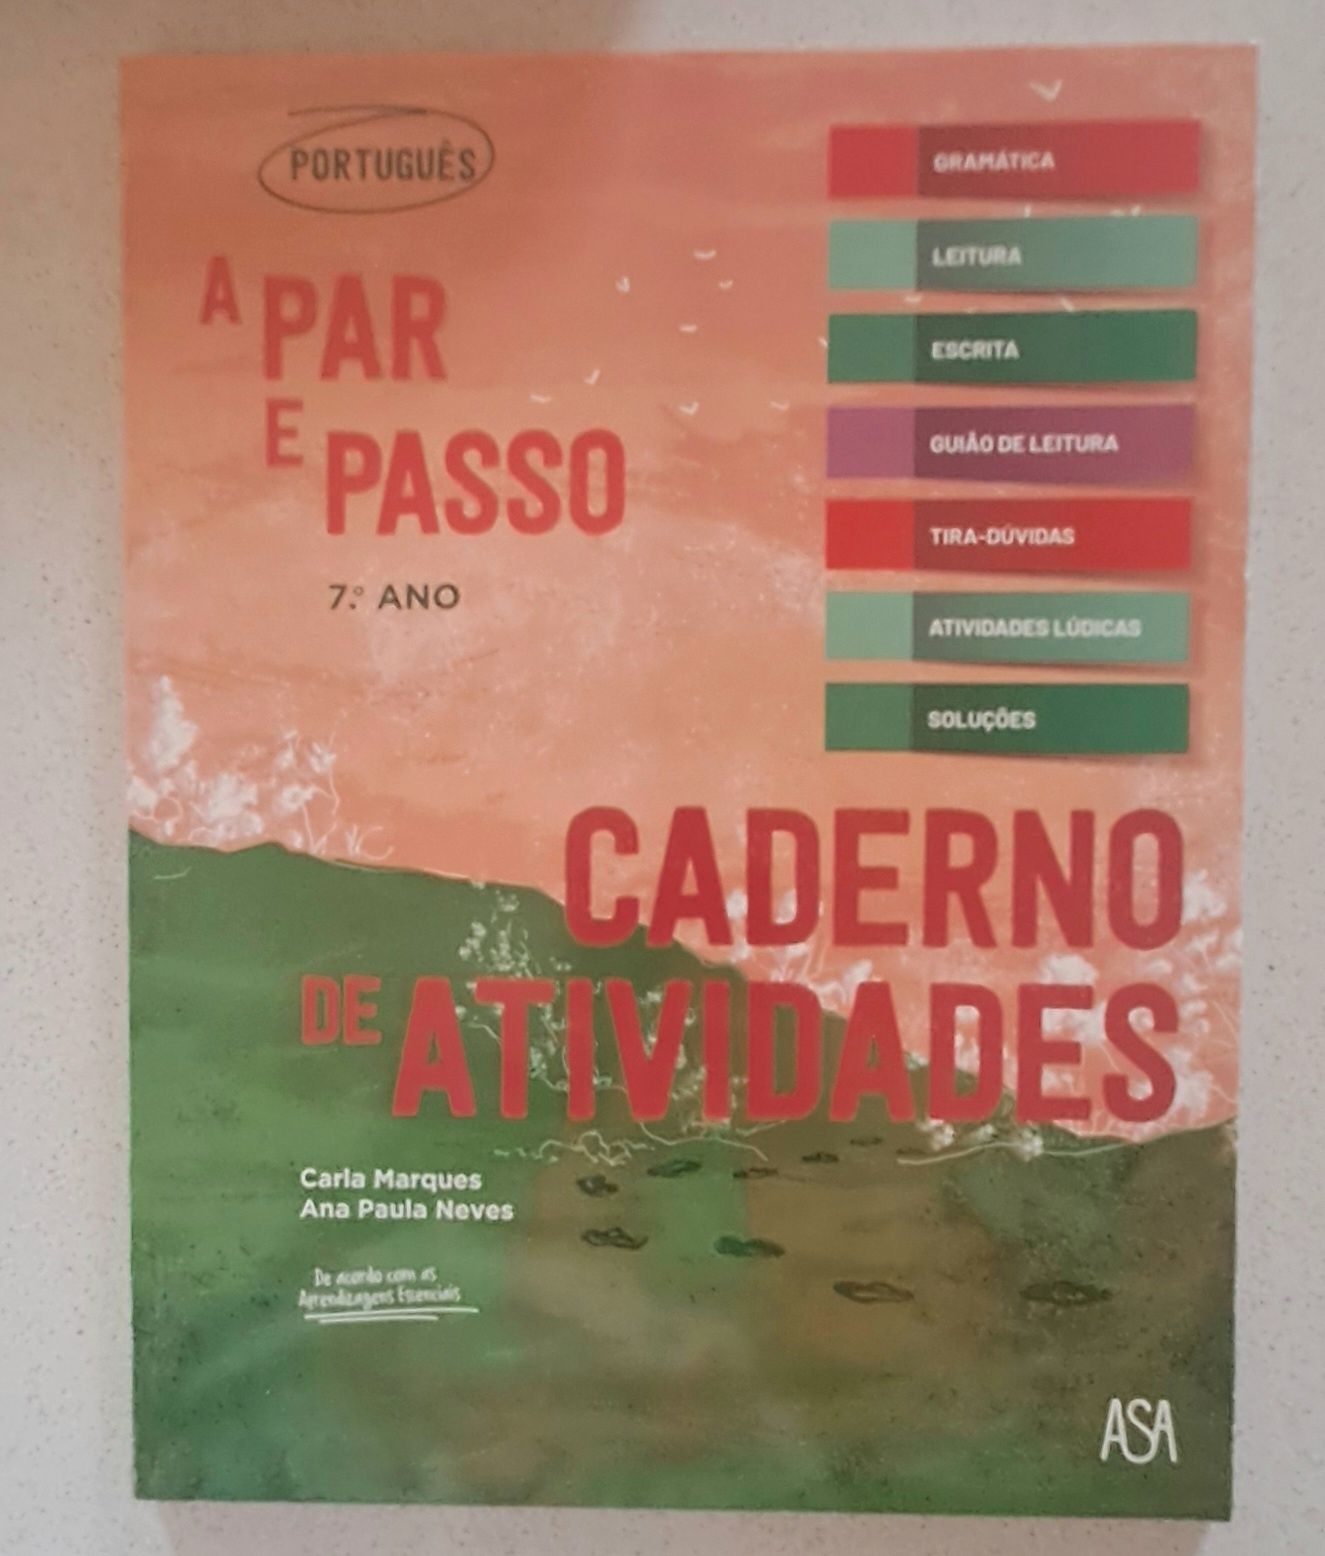 PORTUGUÊS
A PAR
E PASSO
7.º ANO
GRAMÁTICA
LEITURA
ESCRITA
GUIÃO DE LEITURA
TIRA-DÚVIDAS
ATIVIDADES LÚDICAS
SOLUÇÕES
CADERNO
DE ATIVIDADES
Carla Marques
Ana Paula Neves
De acordo com as
Aprendizagens Essenciais
ASA